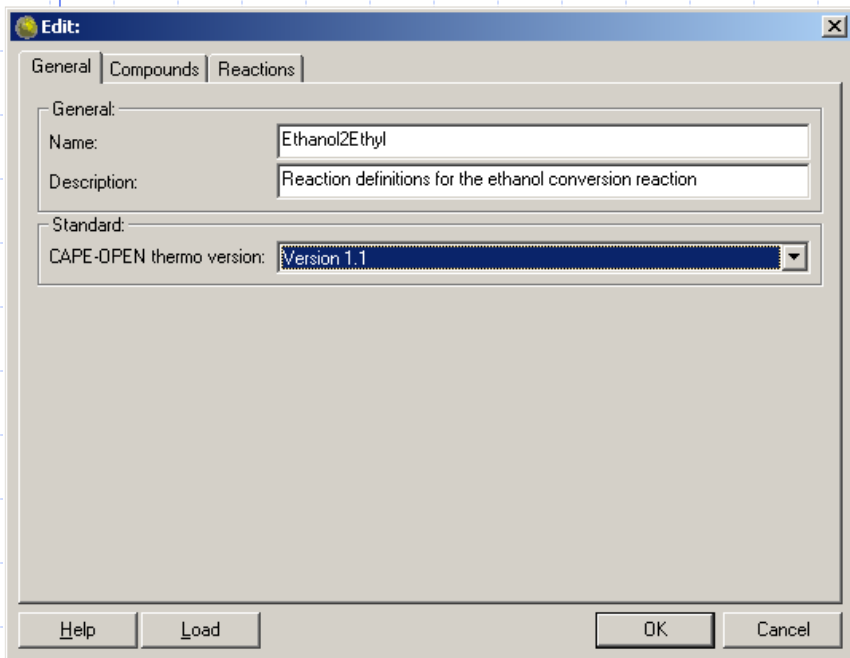 Edit:
General Compounds Reactions
General:
Name: Ethanol2Ethyl
Description: Reaction definitions for the ethanol conversion reaction
Standard:
CAPE-OPEN thermo version: Version 1.1
Help Load OK Cancel